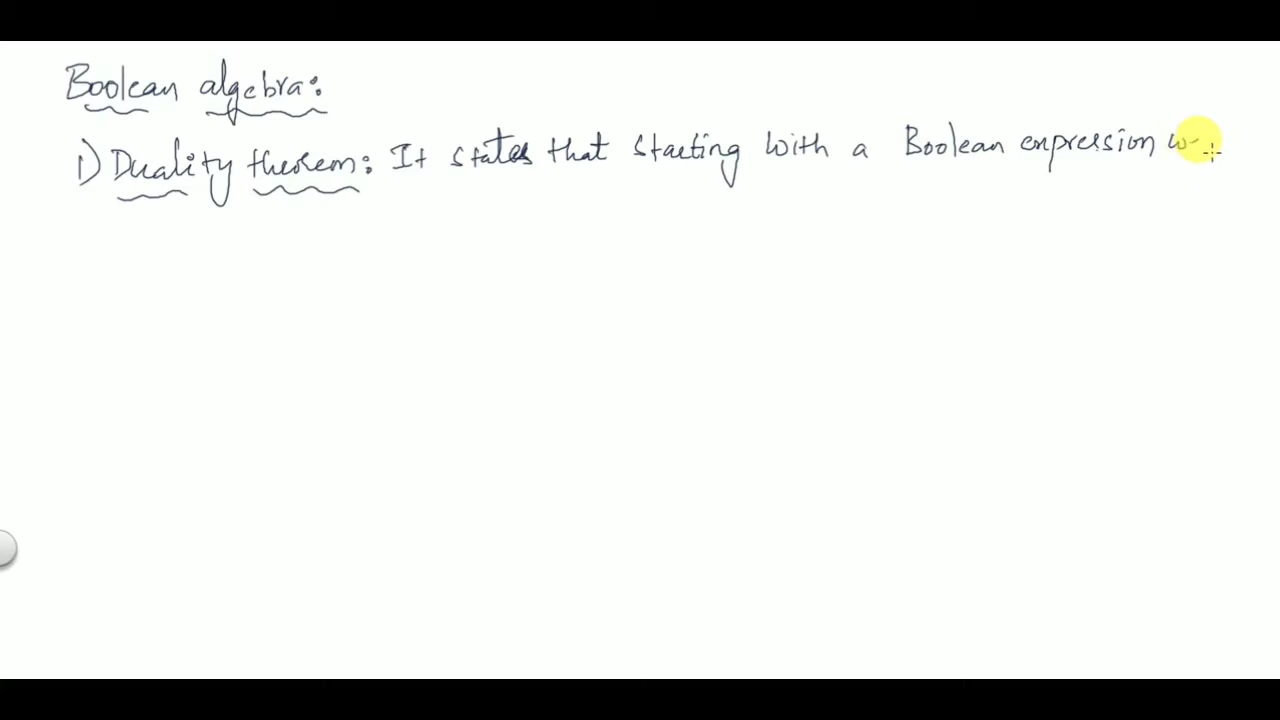 Boolean algebra:
1) Duality theorem: It states that starting with a Boolean expression